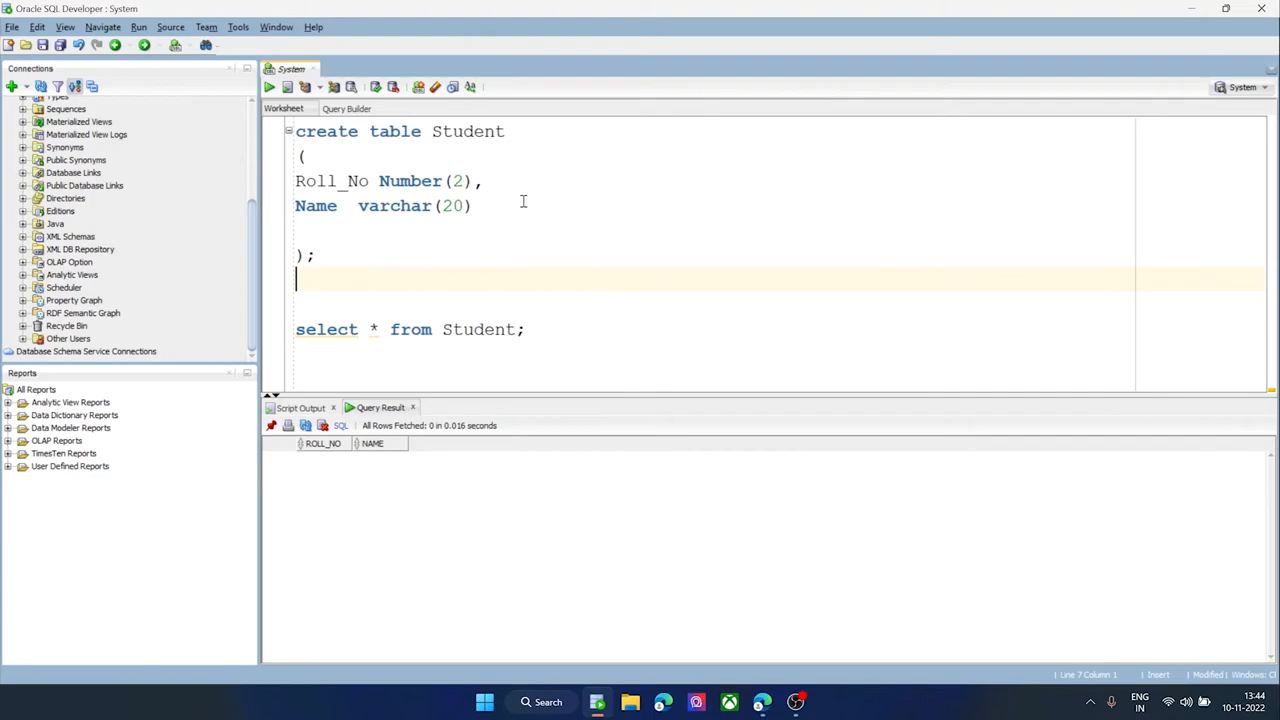 Oracle SQL Developer : System
File Edit View Navigate Run Source Team Tools Window Help
Connections
System
System
Worksheet Query Builder
Types
Sequences
Materialized Views
Materialized View Logs
Synonyms
Public Synonyms
Database Links
Public Database Links
Directories
Editions
Java
XML Schemas
XML DB Repository
OLAP Option
Analytic Views
Scheduler
Property Graph
RDF Semantic Graph
Recycle Bin
Other Users
Database Schema Service Connections
create table Student
(
Roll_No Number(2),
Name varchar(20)
);
select * from Student;
Reports
All Reports
Analytic View Reports
Data Dictionary Reports
Data Modeler Reports
OLAP Reports
TimesTen Reports
User Defined Reports
Script Output Query Result
SQL All Rows Fetched: 0 in 0.016 seconds
ROLL_NO NAME
Line 7 Column 1 Insert Modified Windows: Cl
Search
ENG
IN
13:44
10-11-2022